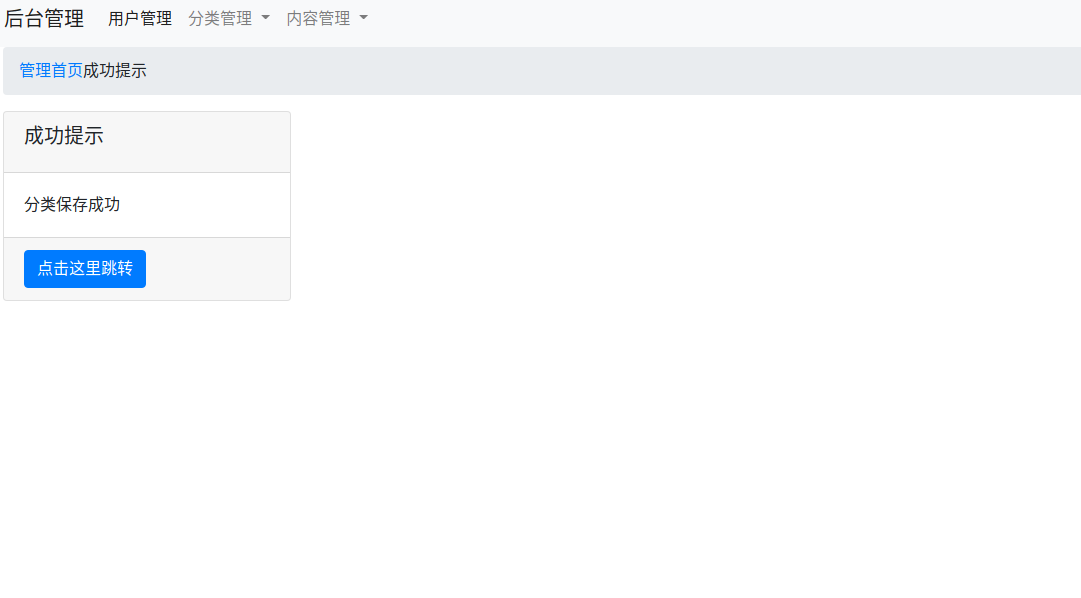 后台管理 用户管理 分类管理 内容管理
管理首页成功提示
成功提示
分类保存成功
点击这里跳转